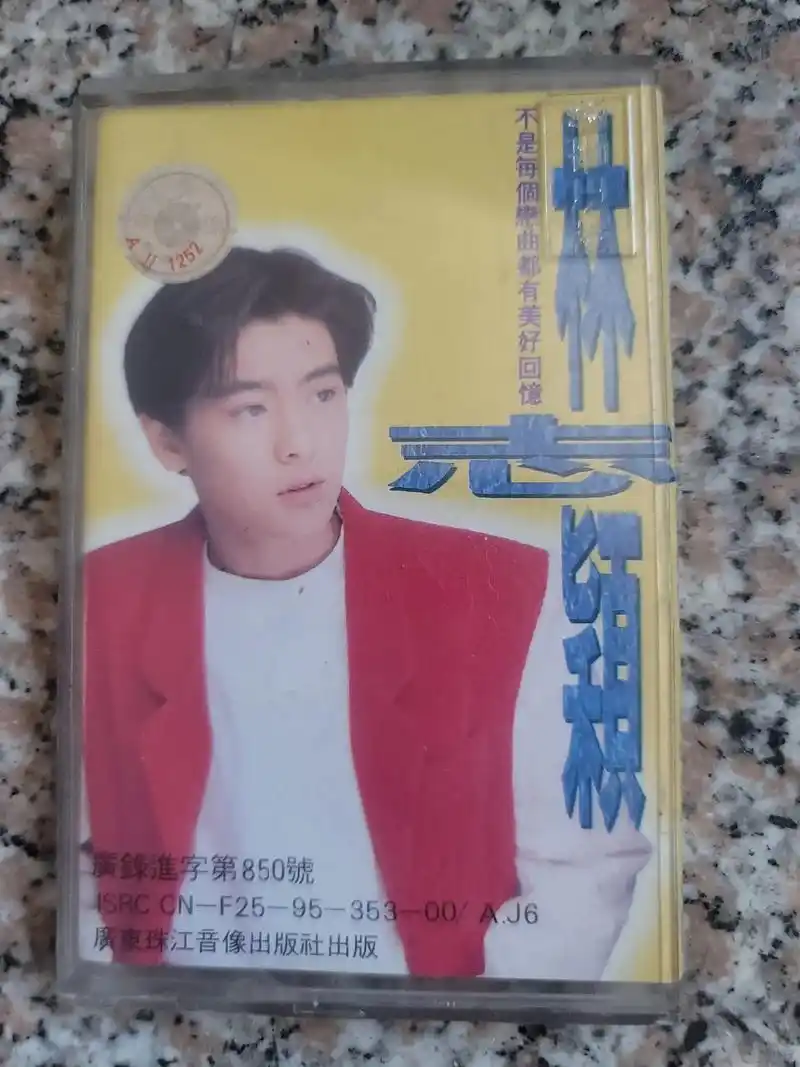 林志穎
不是每個戀曲都有美好回憶
A II 1252
廣錄進字第850號
ISRC CN-F25-95-353-00/ A.J6
廣東珠江音像出版社出版